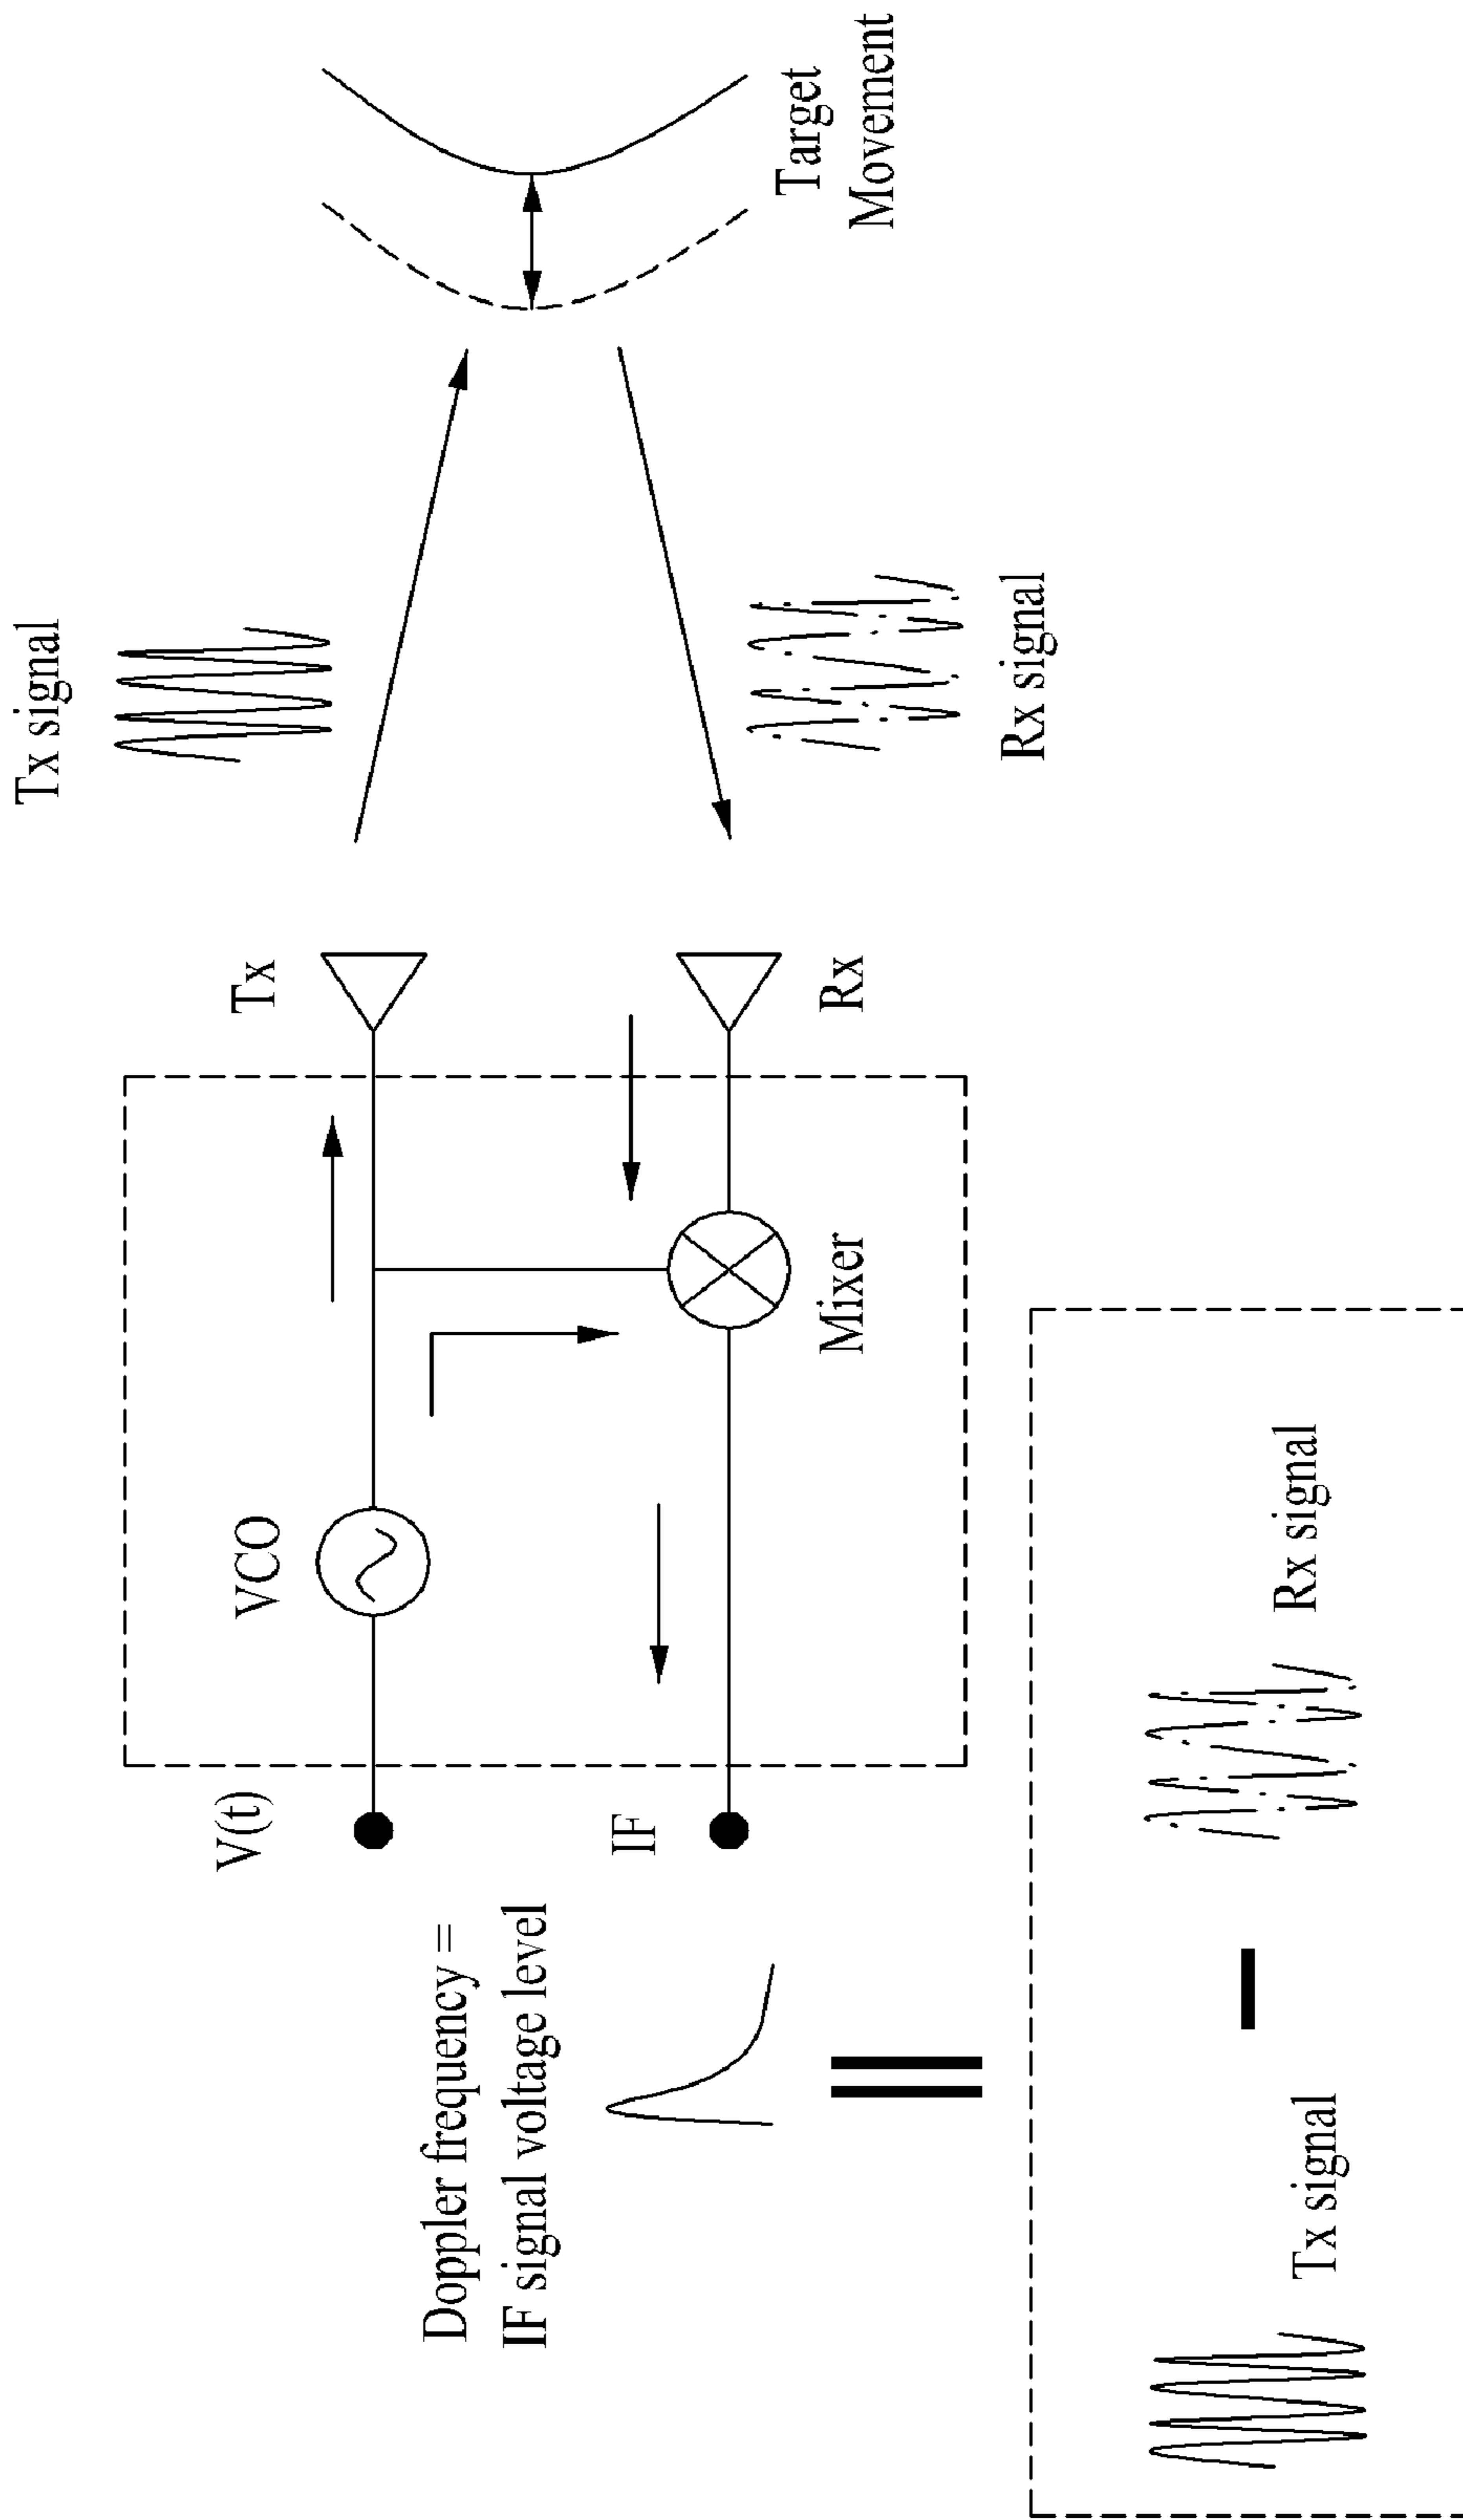 Tx signal
Target
Movement
Tx
VCO
V(t)
Doppler frequency =
IF signal voltage level
IF
Mixer
Rx
Rx signal
Tx signal
Rx signal